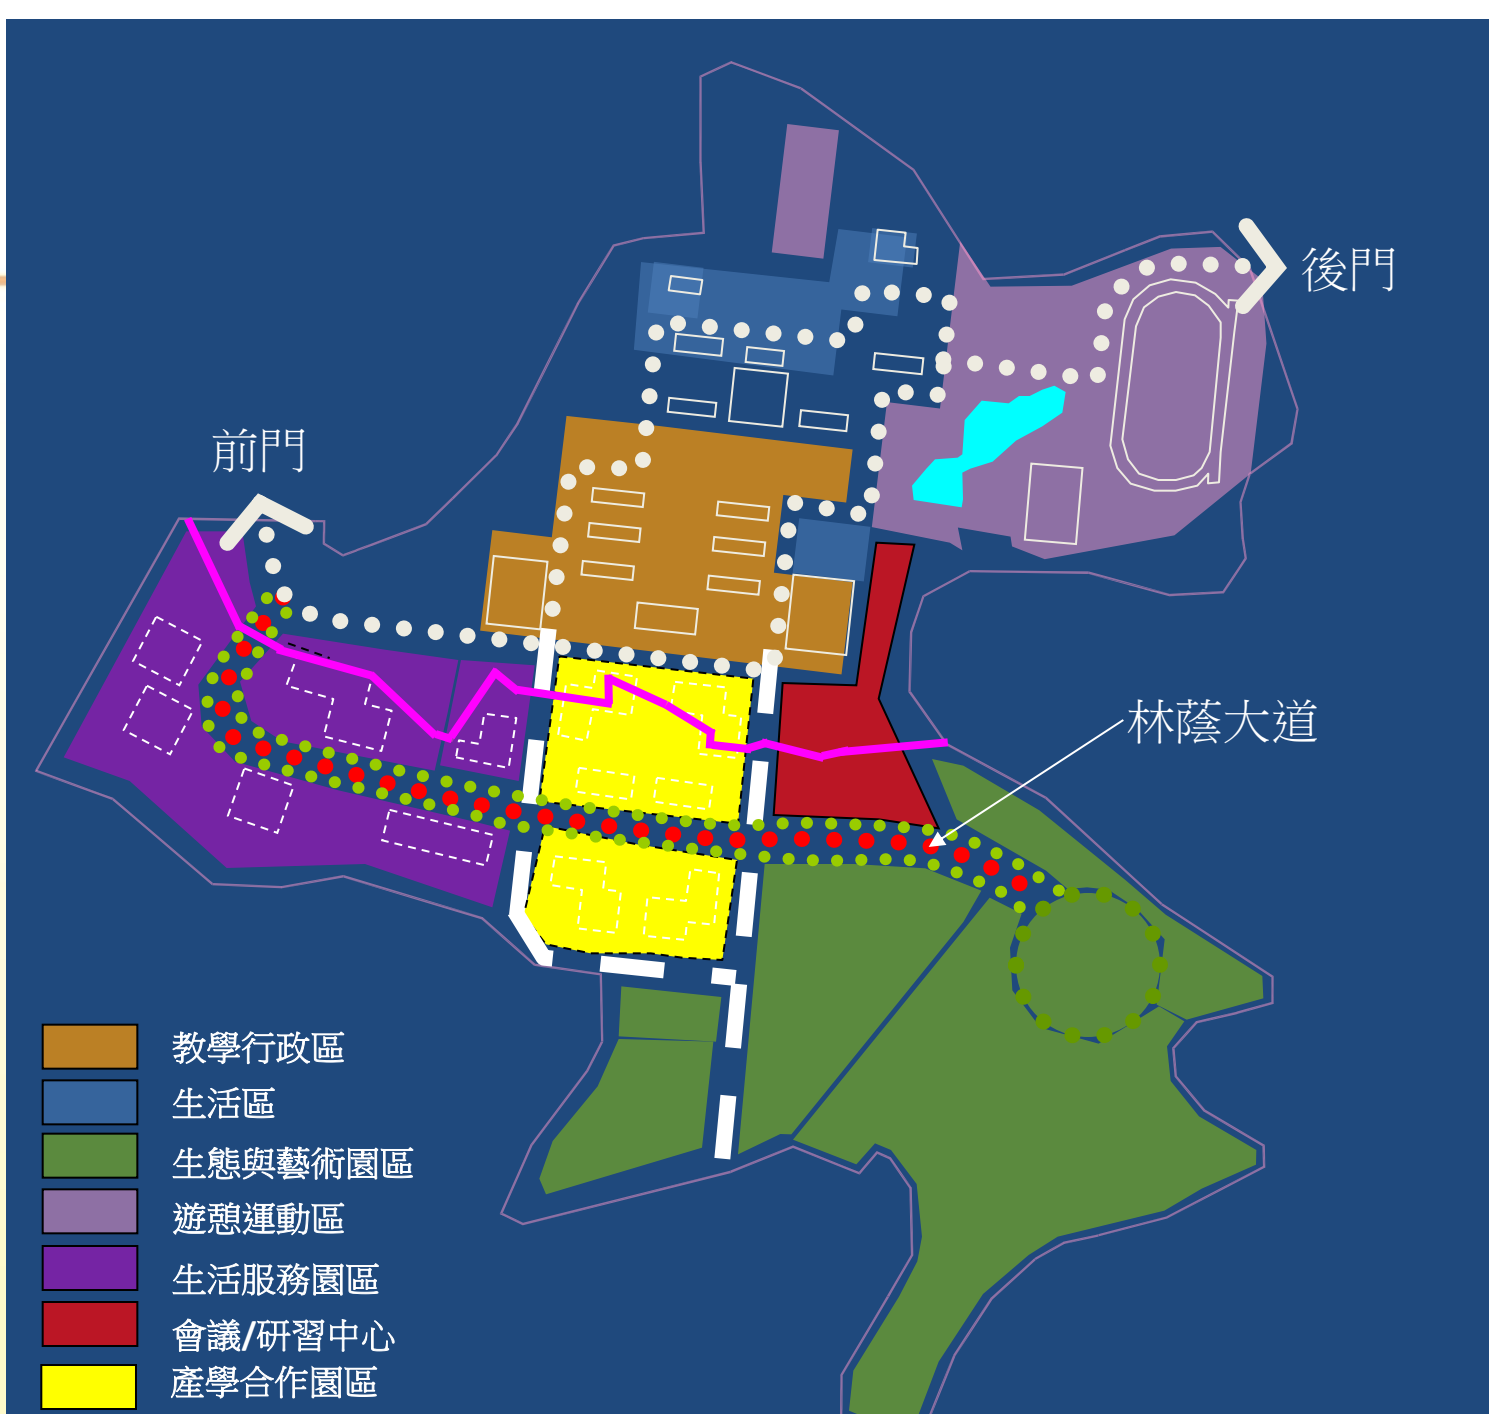 後門
前門
林蔭大道
教學行政區
生活區
生態與藝術園區
遊憩運動區
生活服務園區
會議/研習中心
產學合作園區